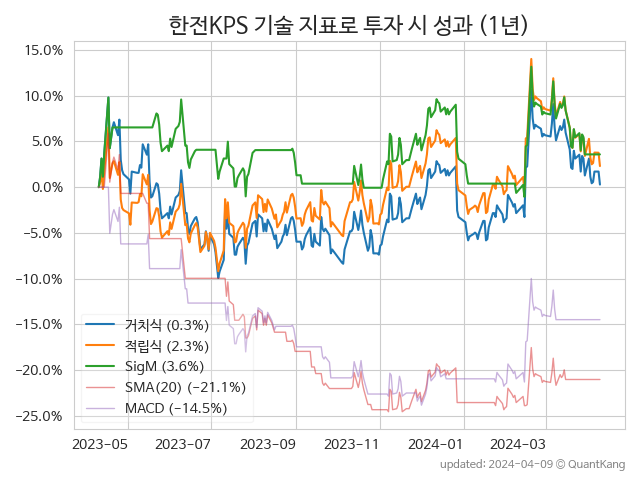 한전KPS 기술 지표로 투자 시 성과 (1년)
15.0%
10.0%
5.0%
0.0%
−5.0%
−10.0%
−15.0%
−20.0%
−25.0%
거치식 (0.3%)
적립식 (2.3%)
SigM (3.6%)
SMA(20) (−21.1%)
MACD (−14.5%)
2023-05 2023-07 2023-09 2023-11 2024-01 2024-03
updated: 2024-04-09 ⓒ QuantKang